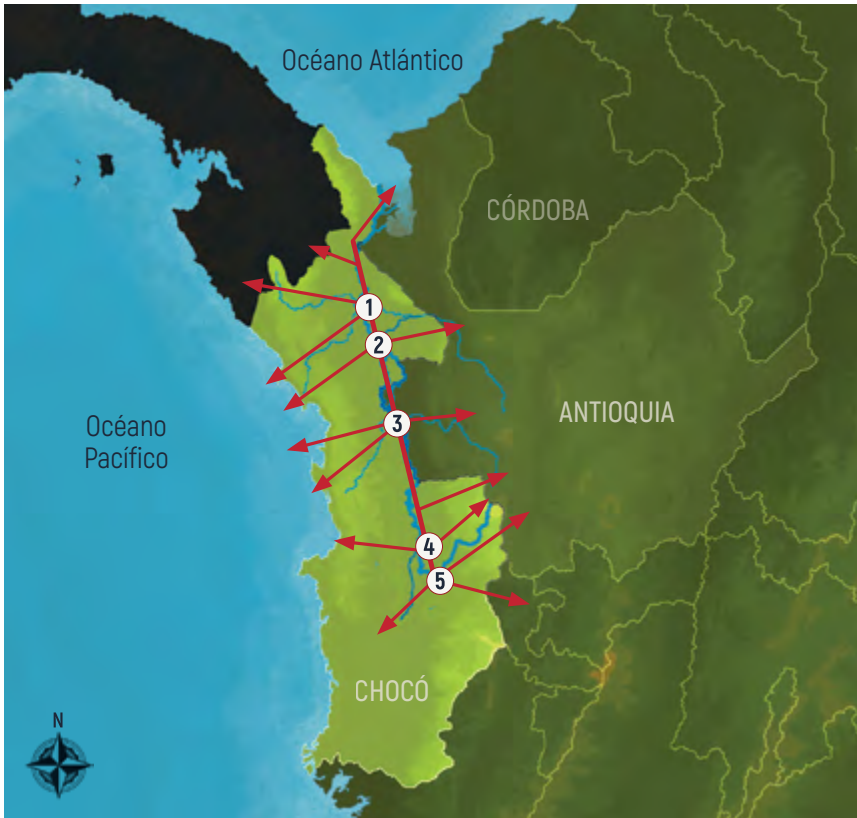 Océano Atlántico
CÓRDOBA
1
2
ANTIOQUIA
3
Océano
Pacífico
4
5
CHOCÓ
N